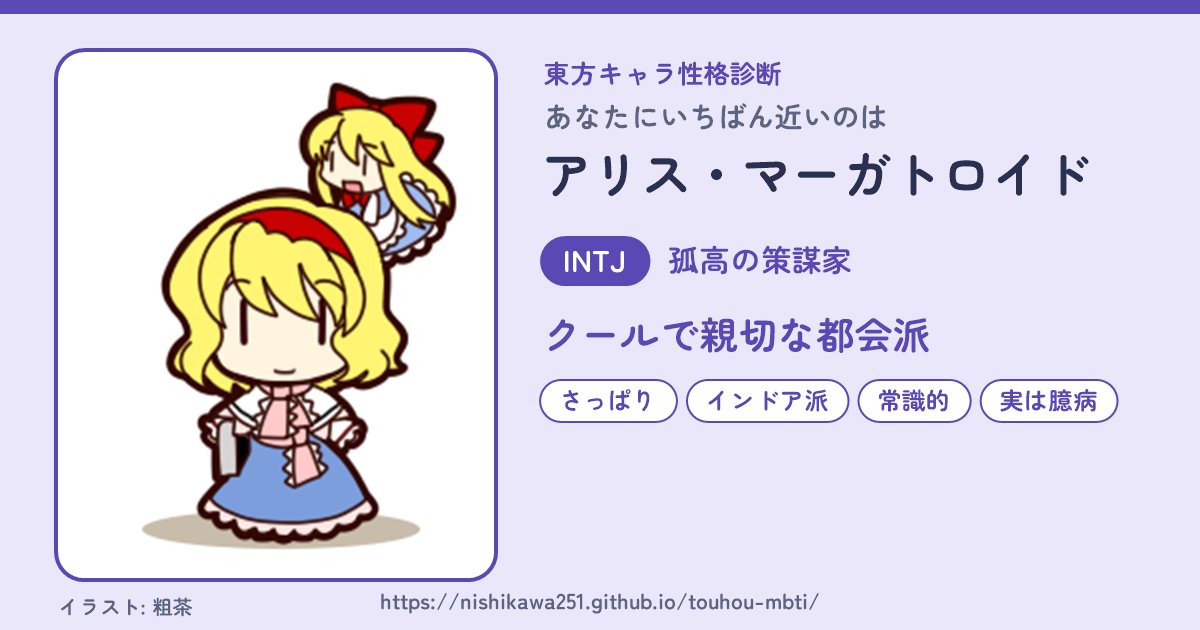 東方キャラ性格診断
あなたにいちばん近いのは
アリス・マーガトロイド
INTJ 孤高の策謀家
クールで親切な都会派
さっぱり インドア派 常識的 実は臆病
イラスト: 粗茶
https://nishikawa251.github.io/touhou-mbti/